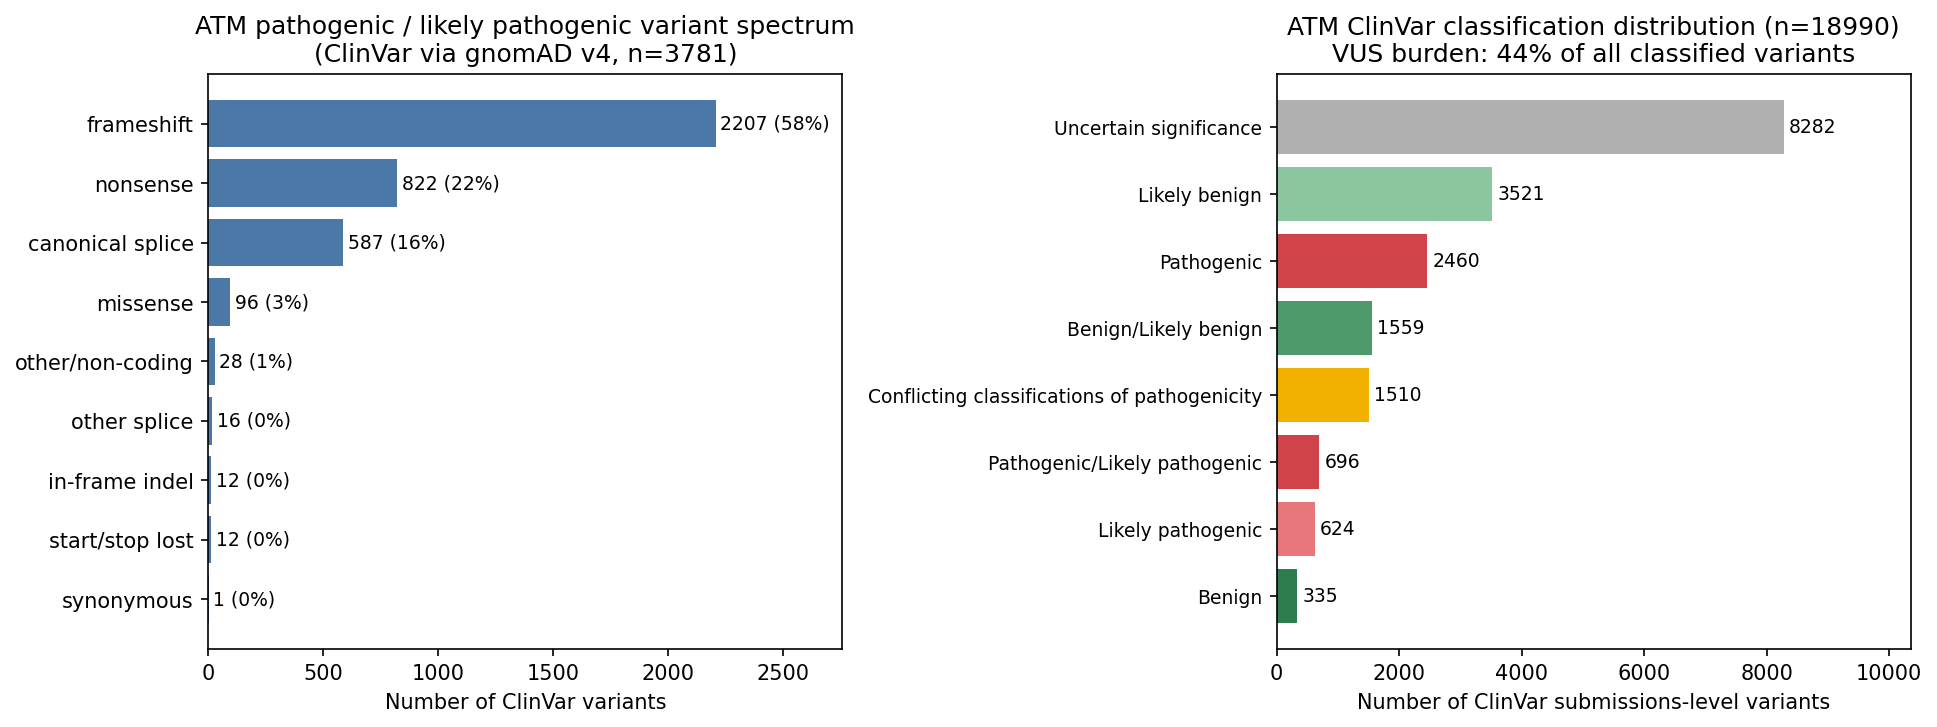 ATM pathogenic / likely pathogenic variant spectrum
(ClinVar via gnomAD v4, n=3781)
frameshift
2207 (58%)
nonsense
822 (22%)
canonical splice
587 (16%)
missense
96 (3%)
other/non-coding
28 (1%)
other splice
16 (0%)
in-frame indel
12 (0%)
start/stop lost
12 (0%)
synonymous
1 (0%)
0 500 1000 1500 2000 2500
Number of ClinVar variants
ATM ClinVar classification distribution (n=18990)
VUS burden: 44% of all classified variants
Uncertain significance
8282
Likely benign
3521
Pathogenic
2460
Benign/Likely benign
1559
Conflicting classifications of pathogenicity
1510
Pathogenic/Likely pathogenic
696
Likely pathogenic
624
Benign
335
0 2000 4000 6000 8000 10000
Number of ClinVar submissions-level variants